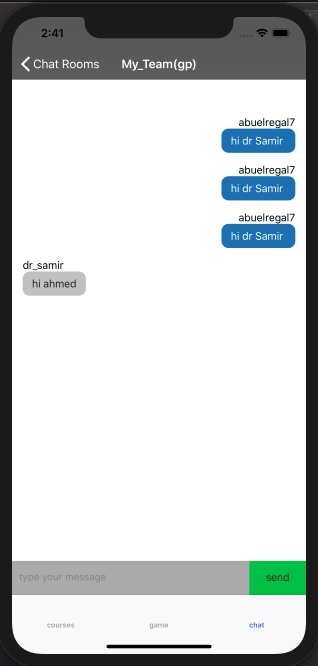 2:41
Chat Rooms My_Team(gp)
abuelregal7
hi dr Samir
abuelregal7
hi dr Samir
abuelregal7
hi dr Samir
dr_samir
hi ahmed
type your message send
courses game chat